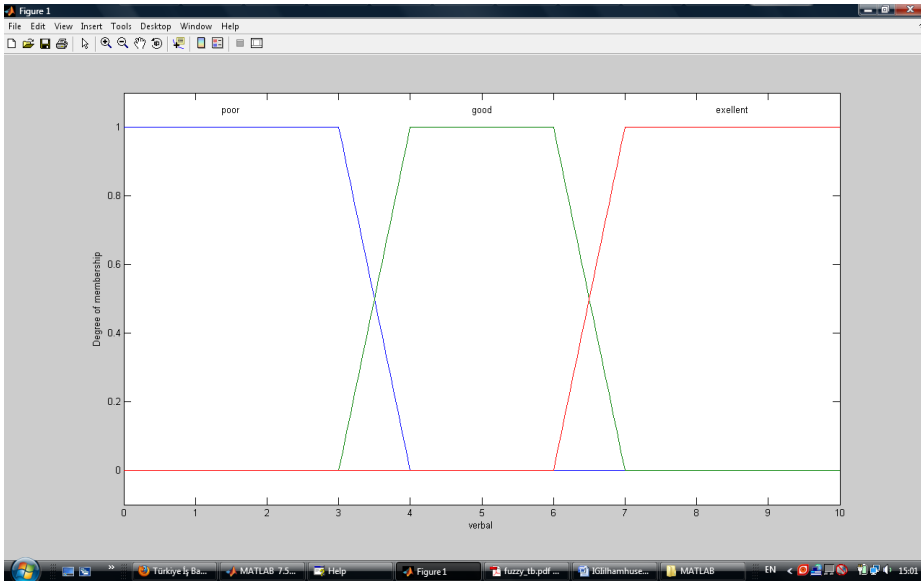 Figure 1
File Edit View Insert Tools Desktop Window Help
poor good exellent
1
0.8
0.6
0.4
0.2
0
Degree of membership
0 1 2 3 4 5 6 7 8 9 10
verbal
Türkiye İş Ba... MATLAB 7.5... Help Figure 1 fuzzy_tb.pdf ... IGIilhamhuse... MATLAB EN 15:01